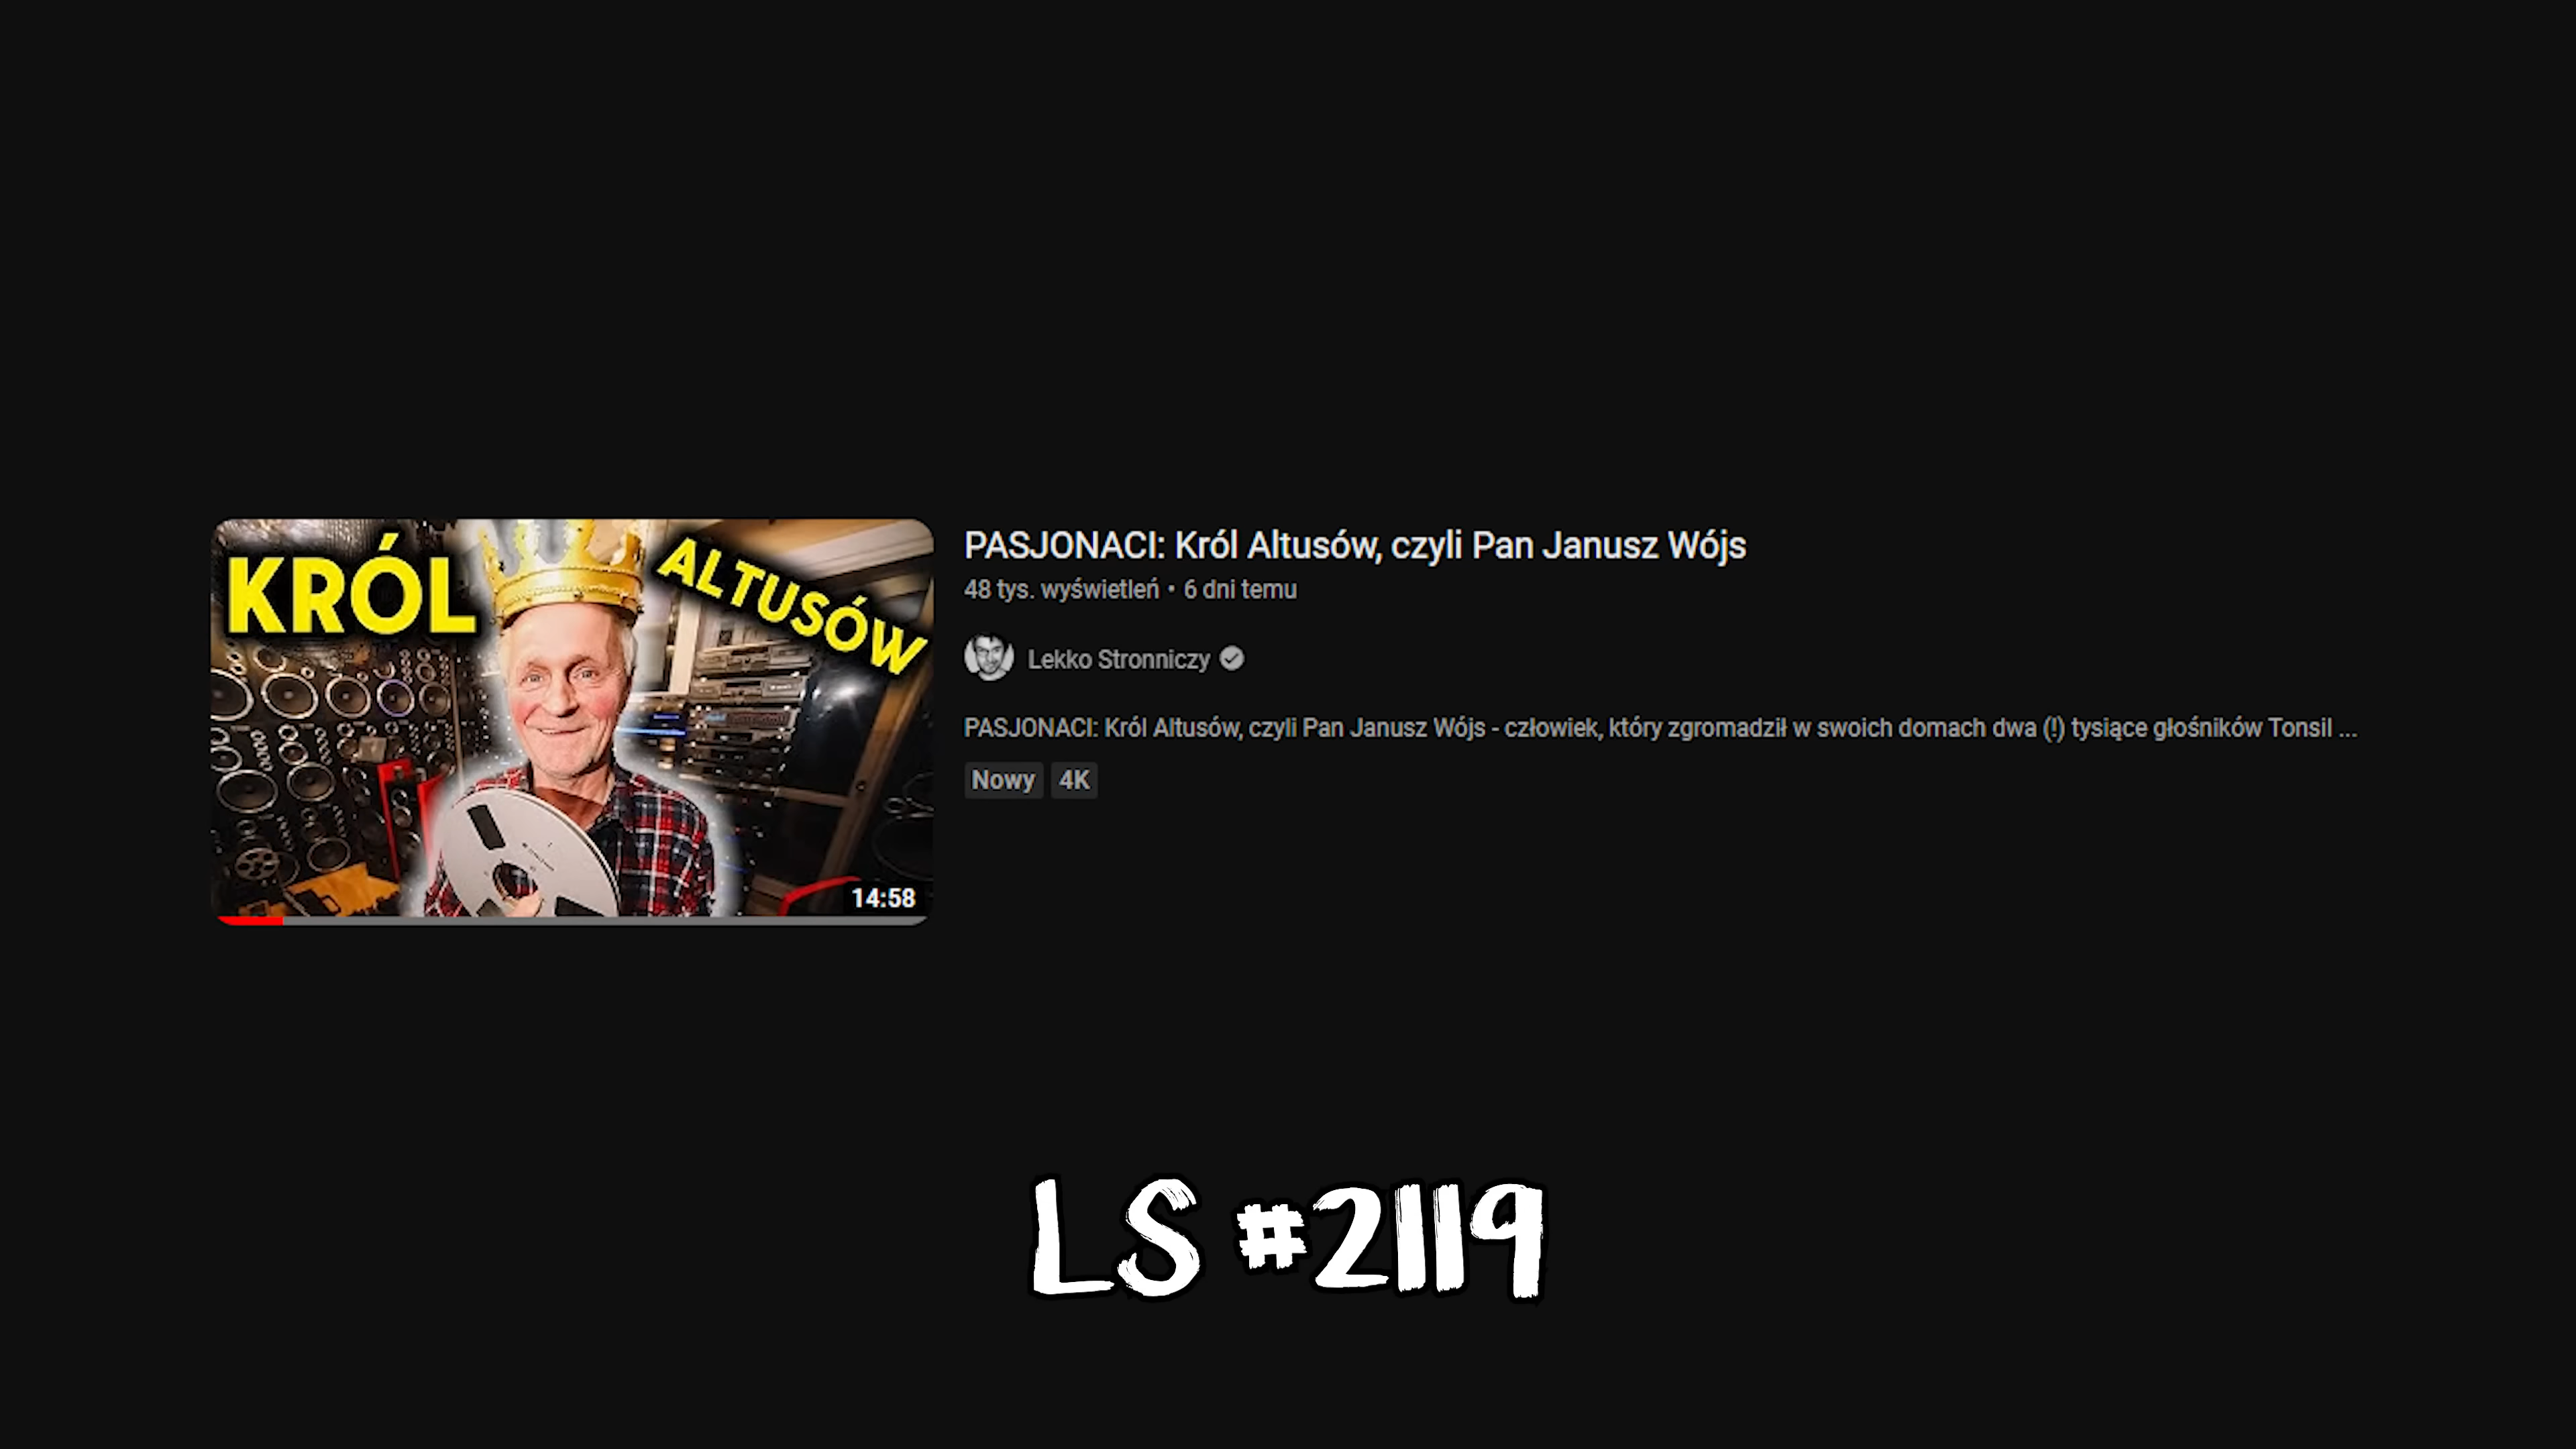 KRÓL
ALTUSÓW
14:58
PASJONACI: Król Altusów, czyli Pan Janusz Wójs
48 tys. wyświetleń • 6 dni temu
Lekko Stronniczy
PASJONACI: Król Altusów, czyli Pan Janusz Wójs - człowiek, który zgromadził w swoich domach dwa (!) tysiące głośników Tonsil ...
Nowy 4K
LS #2119